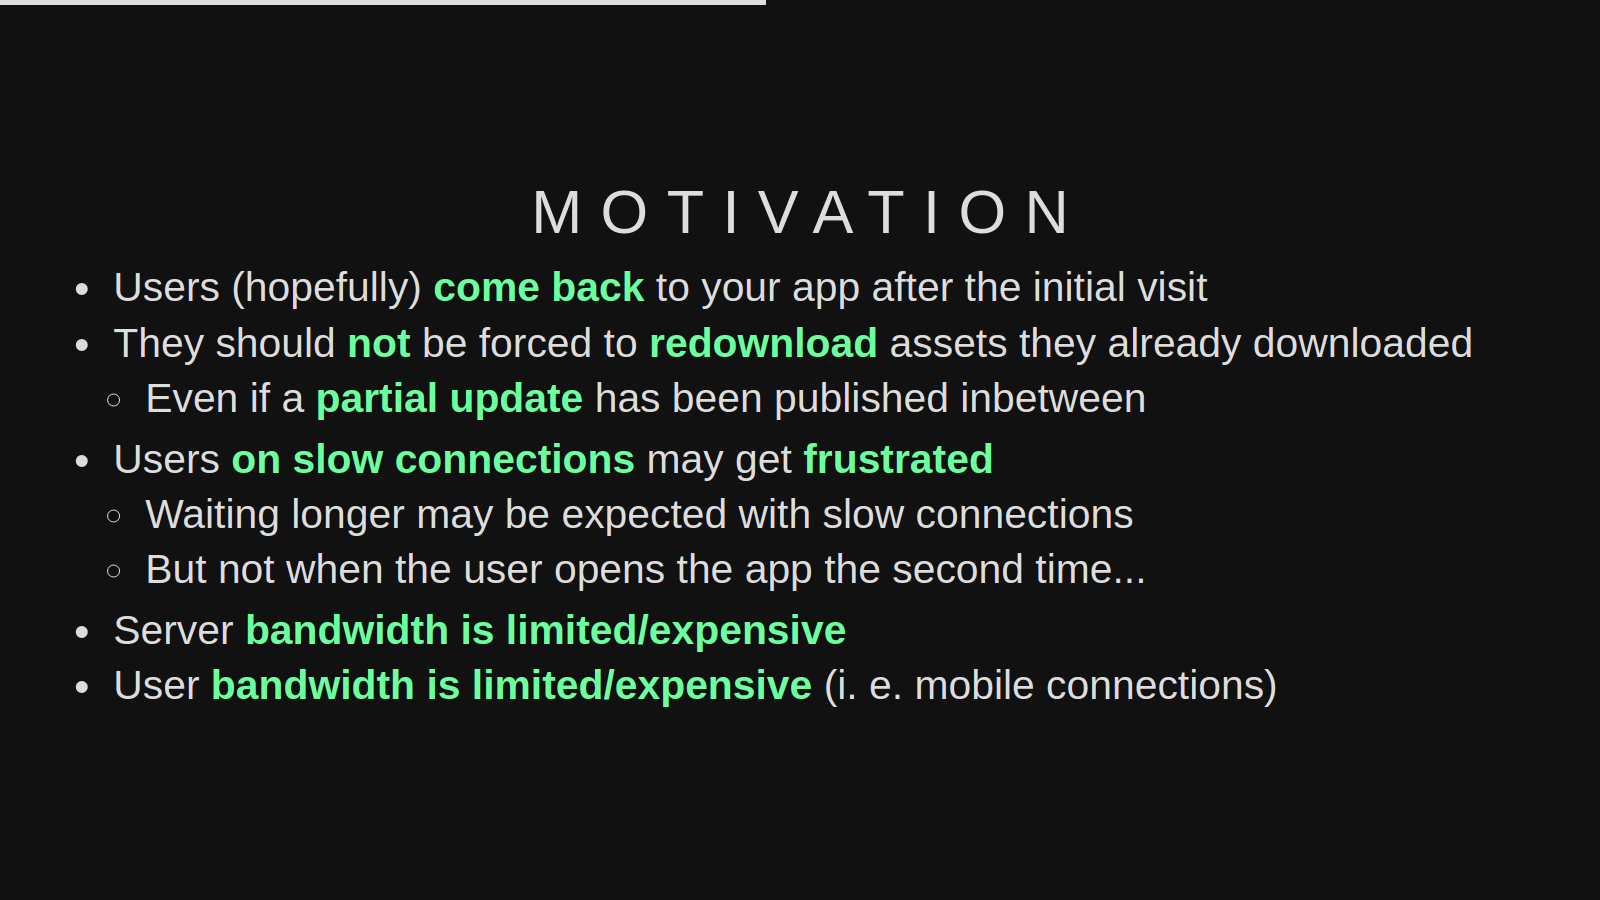 MOTIVATION
Users (hopefully) come back to your app after the initial visit
They should not be forced to redownload assets they already downloaded
Even if a partial update has been published inbetween
Users on slow connections may get frustrated
Waiting longer may be expected with slow connections
But not when the user opens the app the second time...
Server bandwidth is limited/expensive
User bandwidth is limited/expensive (i. e. mobile connections)